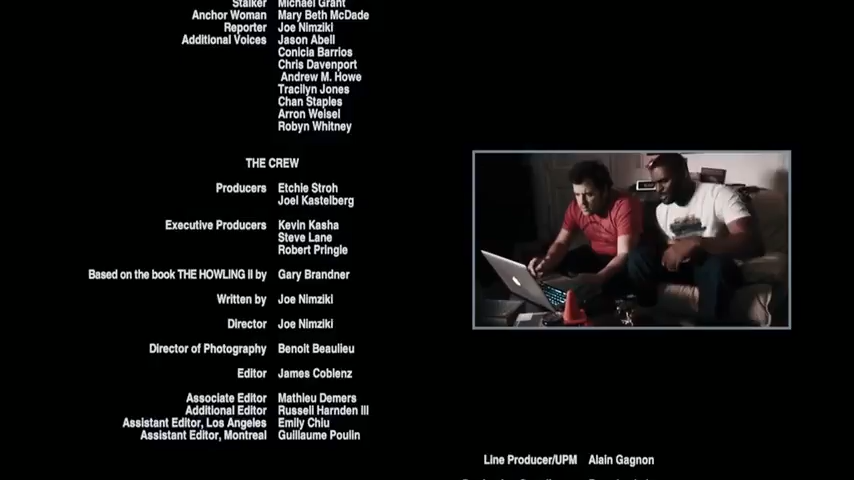 Stalker Michael Grant
Anchor Woman Mary Beth McDade
Reporter Joe Nimziki
Additional Voices Jason Abell
Conicia Barrios
Chris Davenport
Andrew M. Howe
Tracilyn Jones
Chan Staples
Arron Weisel
Robyn Whitney
THE CREW
Producers Etchie Stroh
Joel Kastelberg
Executive Producers Kevin Kasha
Steve Lane
Robert Pringle
Based on the book THE HOWLING II by Gary Brandner
Written by Joe Nimziki
Director Joe Nimziki
Director of Photography Benoit Beaulieu
Editor James Coblenz
Associate Editor Mathieu Demers
Additional Editor Russell Harnden III
Assistant Editor, Los Angeles Emily Chiu
Assistant Editor, Montreal Guillaume Poulin
Line Producer/UPM Alain Gagnon